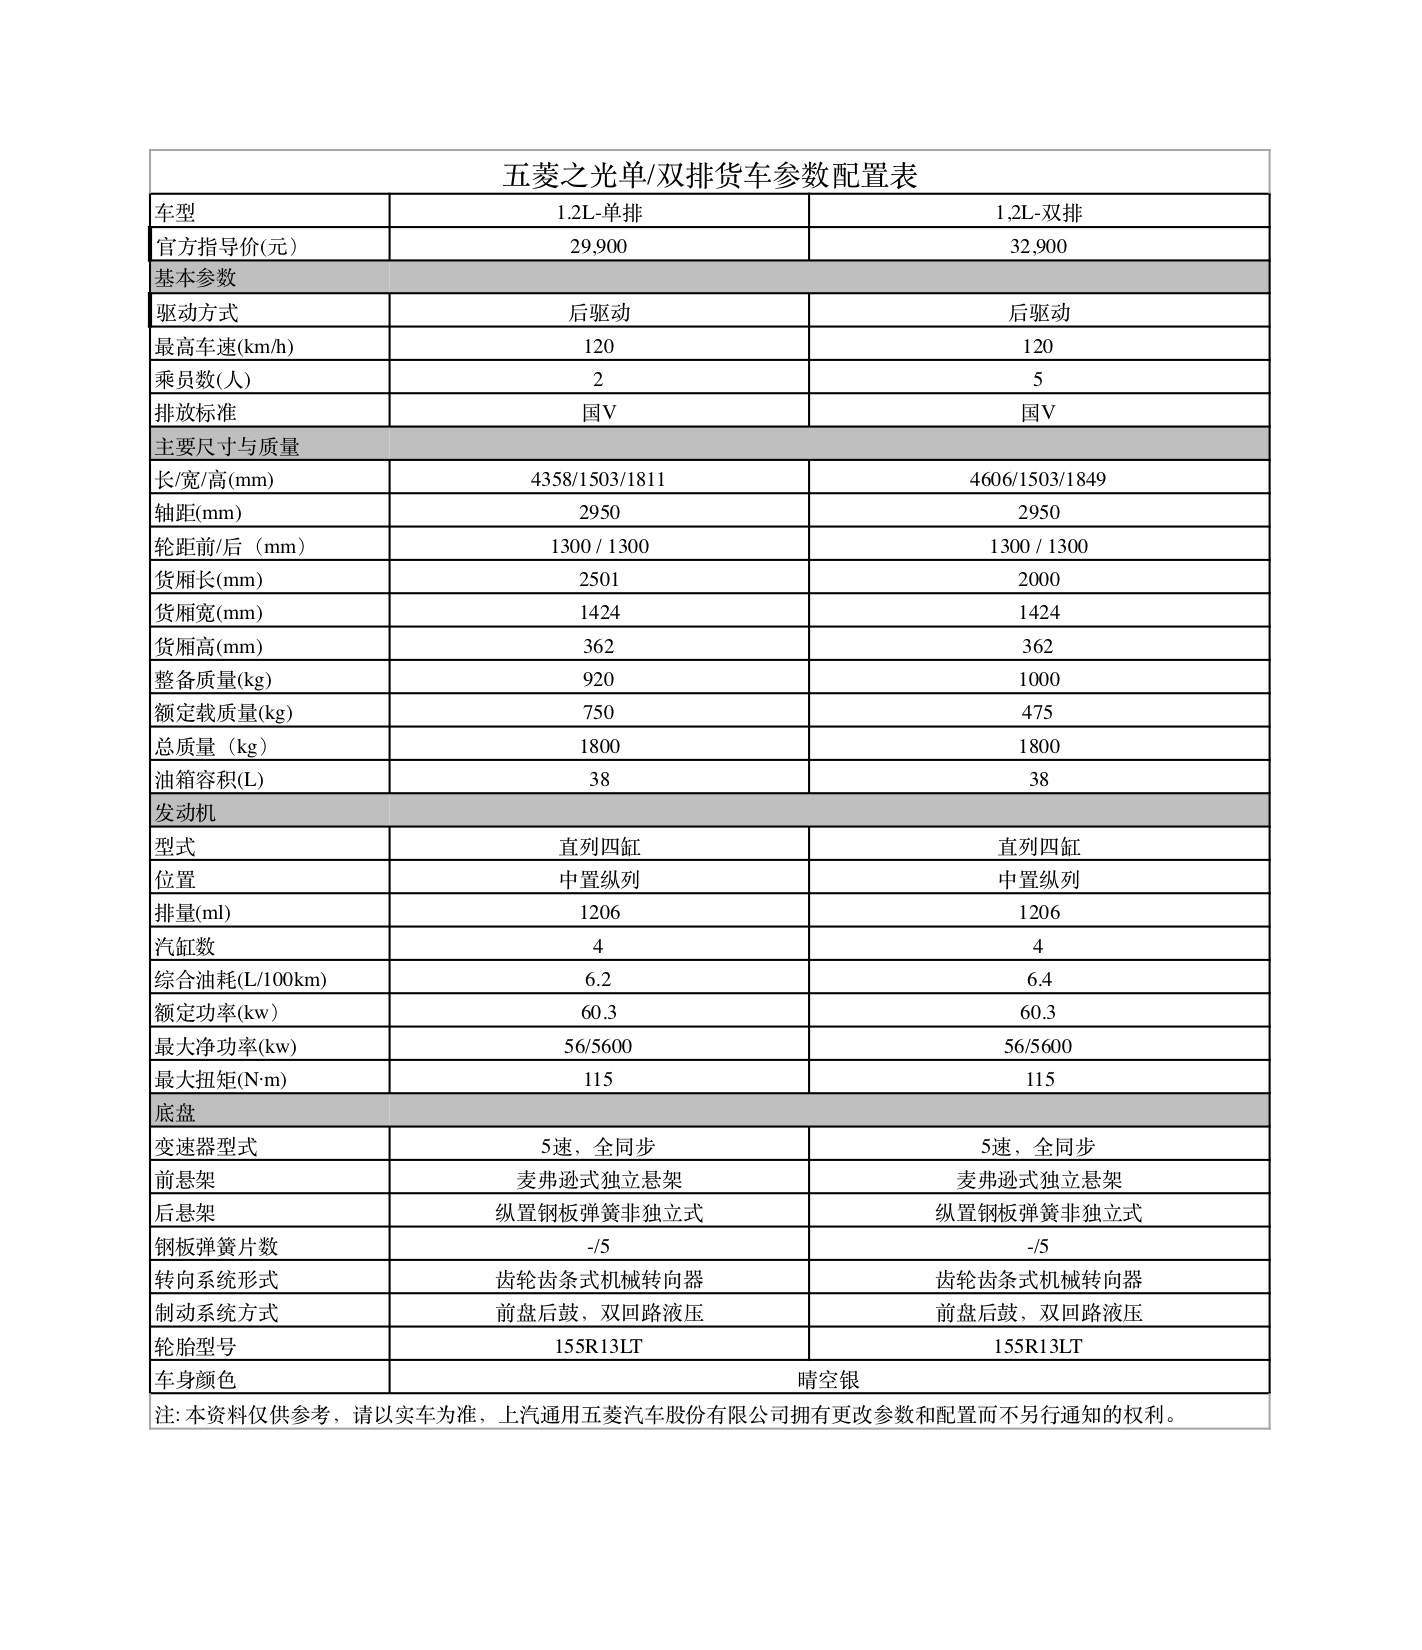 五菱之光单/双排货车参数配置表
车型 1.2L-单排 1,2L-双排
官方指导价(元） 29,900 32,900
基本参数
驱动方式 后驱动 后驱动
最高车速(km/h) 120 120
乘员数(人) 2 5
排放标准 国V 国V
主要尺寸与质量
长/宽/高(mm) 4358/1503/1811 4606/1503/1849
轴距(mm) 2950 2950
轮距前/后（mm） 1300 / 1300 1300 / 1300
货厢长(mm) 2501 2000
货厢宽(mm) 1424 1424
货厢高(mm) 362 362
整备质量(kg) 920 1000
额定载质量(kg) 750 475
总质量（kg） 1800 1800
油箱容积(L) 38 38
发动机
型式 直列四缸 直列四缸
位置 中置纵列 中置纵列
排量(ml) 1206 1206
汽缸数 4 4
综合油耗(L/100km) 6.2 6.4
额定功率(kw） 60.3 60.3
最大净功率(kw) 56/5600 56/5600
最大扭矩(N·m) 115 115
底盘
变速器型式 5速，全同步 5速，全同步
前悬架 麦弗逊式独立悬架 麦弗逊式独立悬架
后悬架 纵置钢板弹簧非独立式 纵置钢板弹簧非独立式
钢板弹簧片数 -/5 -/5
转向系统形式 齿轮齿条式机械转向器 齿轮齿条式机械转向器
制动系统方式 前盘后鼓，双回路液压 前盘后鼓，双回路液压
轮胎型号 155R13LT 155R13LT
车身颜色 晴空银
注: 本资料仅供参考，请以实车为准，上汽通用五菱汽车股份有限公司拥有更改参数和配置而不另行通知的权利。